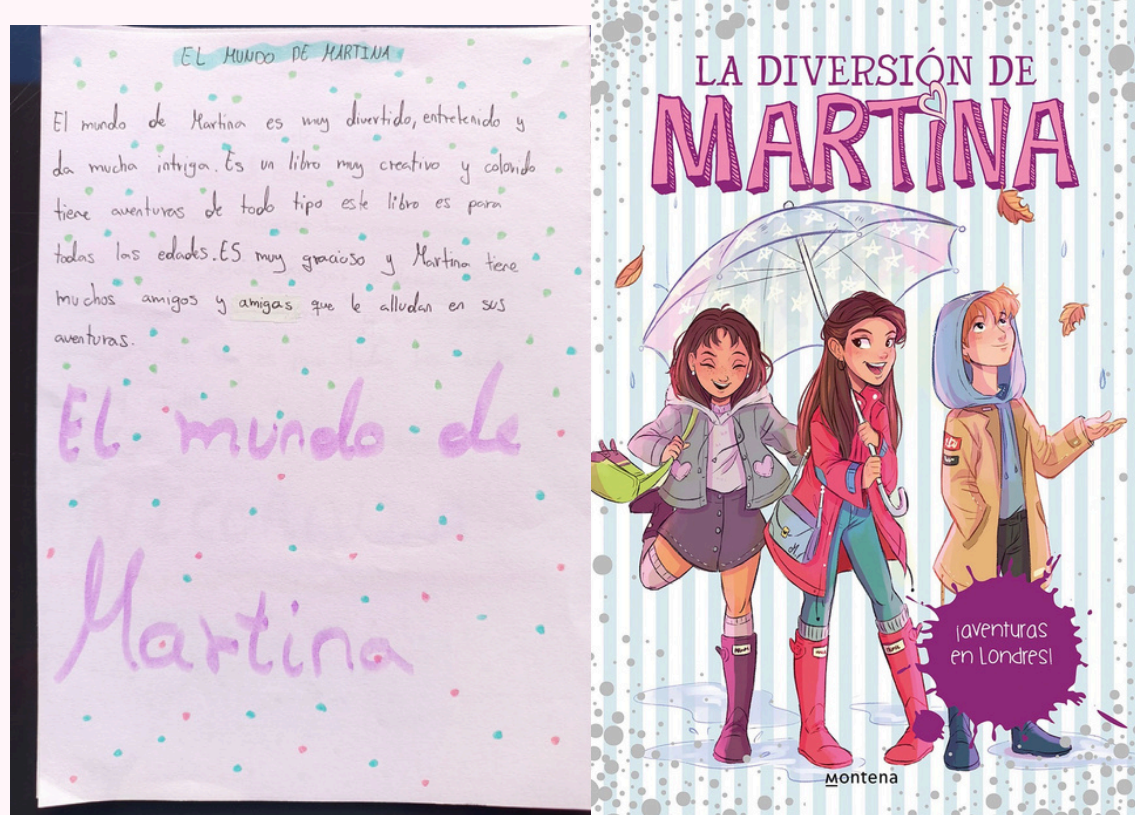 EL MUNDO DE MARTINA
El mundo de Martina es muy divertido, entretenido y
da mucha intriga. Es un libro muy creativo y colorido
tiene aventuras de todo tipo este libro es para
todas las edades. ES muy gracioso y Martina tiene
muchos amigos y amigas que le alludan en sus
aventuras.
El mundo de
Martina
LA DIVERSIÓN DE
MARTINA
¡aventuras
en Londres!
Montena